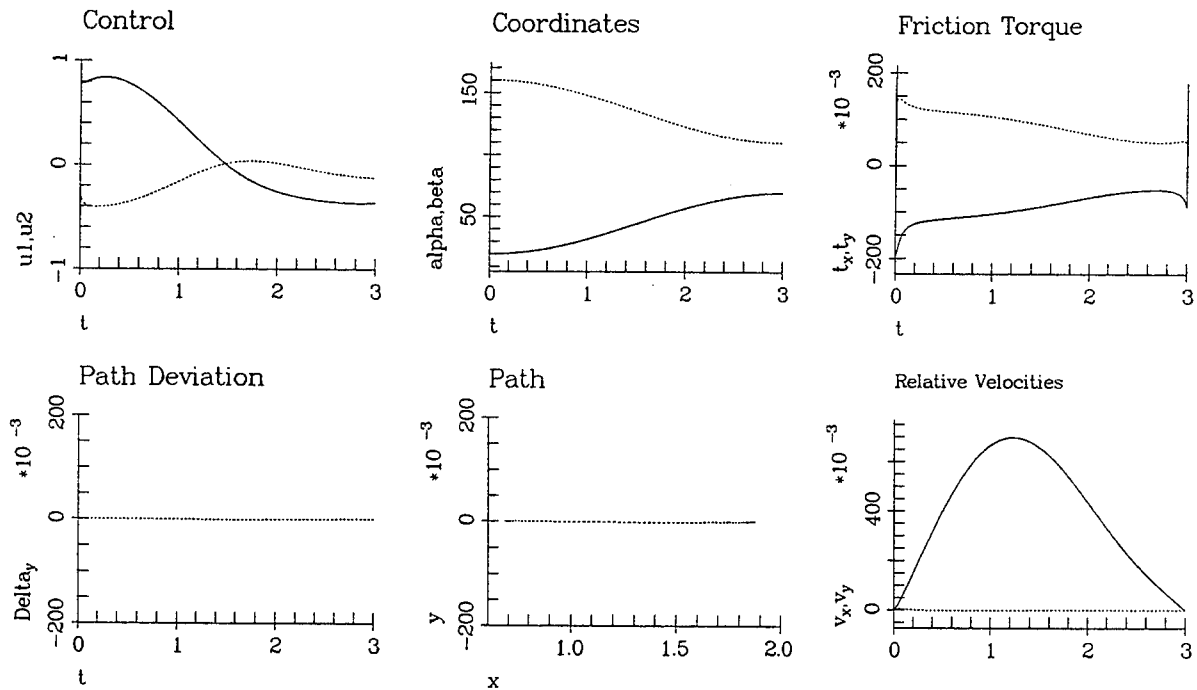 Control
1
0
−1
u1,u2
0 1 2 3
t
Coordinates
150
50
alpha,beta
0 1 2 3
t
Friction Torque
200
*10 −3
0
−200
t_x,t_y
0 1 2 3
t
Path Deviation
200
*10 −3
0
−200
Delta_y
0 1 2 3
t
Path
200
*10 −3
0
−200
y
1.0 1.5 2.0
x
Relative Velocities
*10 −3
400
0
v_x,v_y
0 1 2 3
t